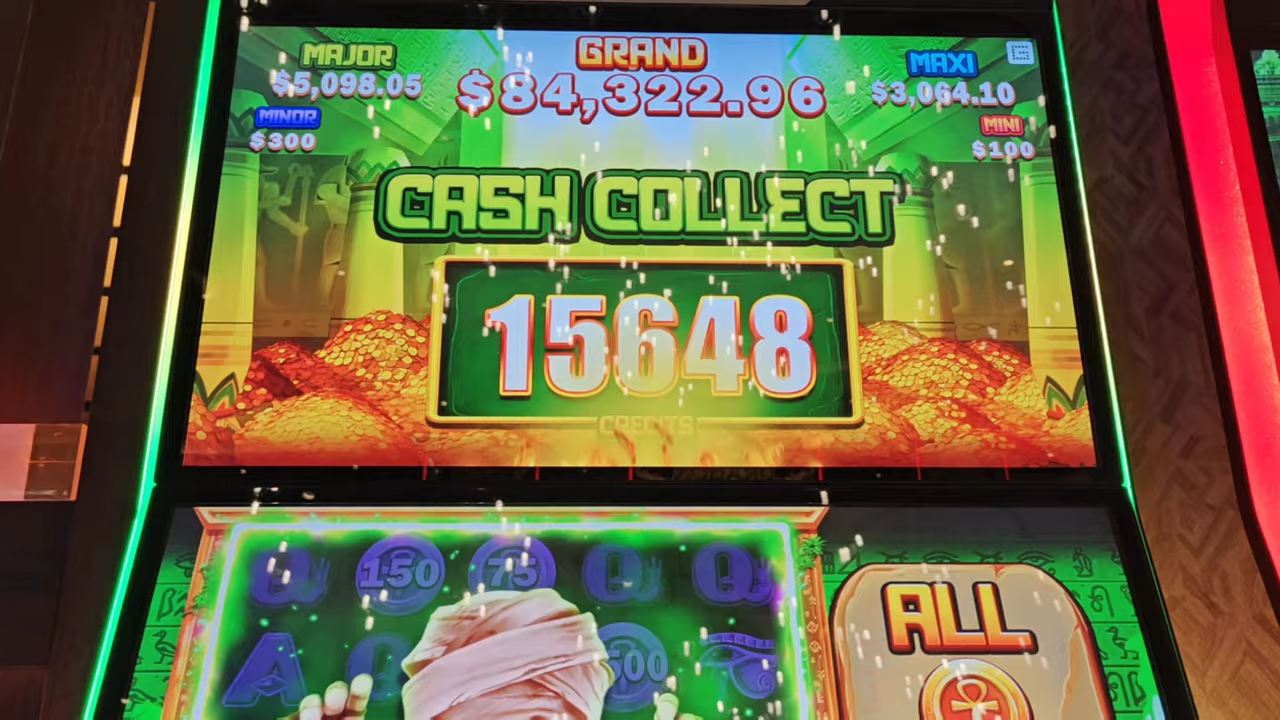 MAJOR
$5,098.05
GRAND
$84,322.96
MAXI
$3,064.10
MINOR
$300
MINI
$100
CASH COLLECT
15648
CREDITS
Q 150 75 Q Q
A
ALL